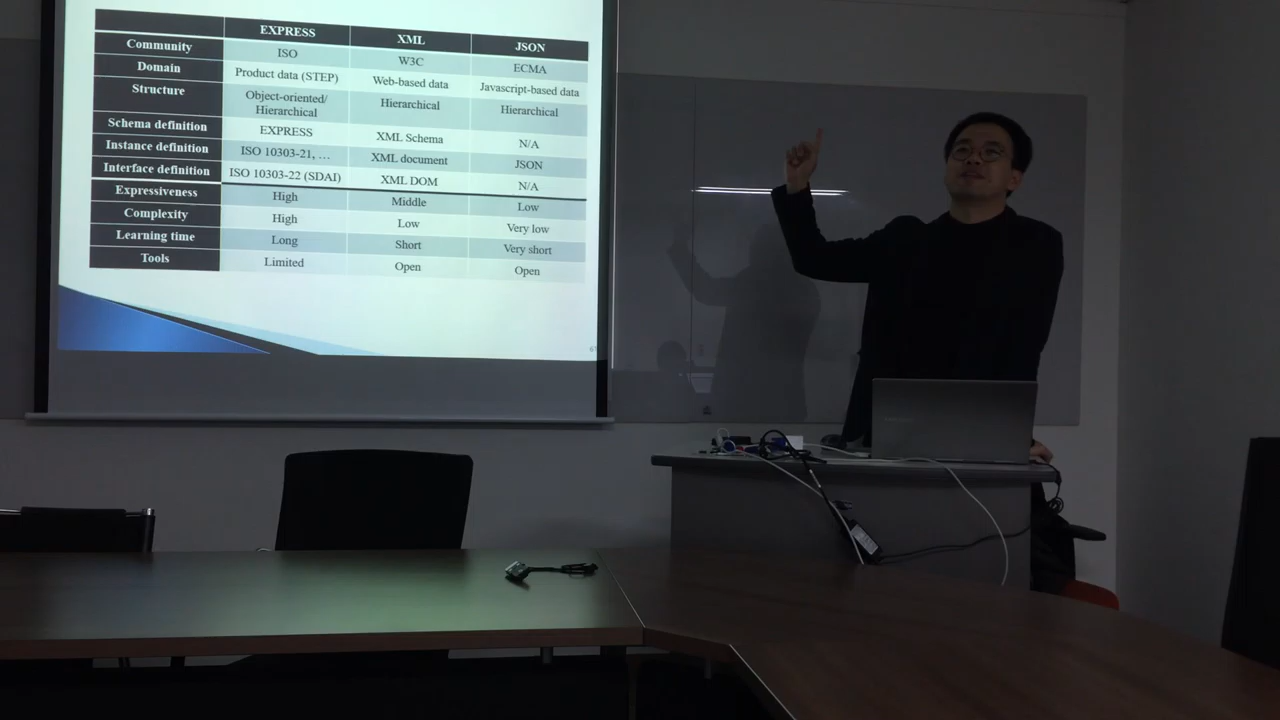 EXPRESS XML JSON
Community ISO W3C ECMA
Domain Product data (STEP) Web-based data Javascript-based data
Structure Object-oriented/ Hierarchical Hierarchical Hierarchical
Schema definition EXPRESS XML Schema N/A
Instance definition ISO 10303-21, … XML document JSON
Interface definition ISO 10303-22 (SDAI) XML DOM N/A
Expressiveness High Middle Low
Complexity High Low Very low
Learning time Long Short Very short
Tools Limited Open Open